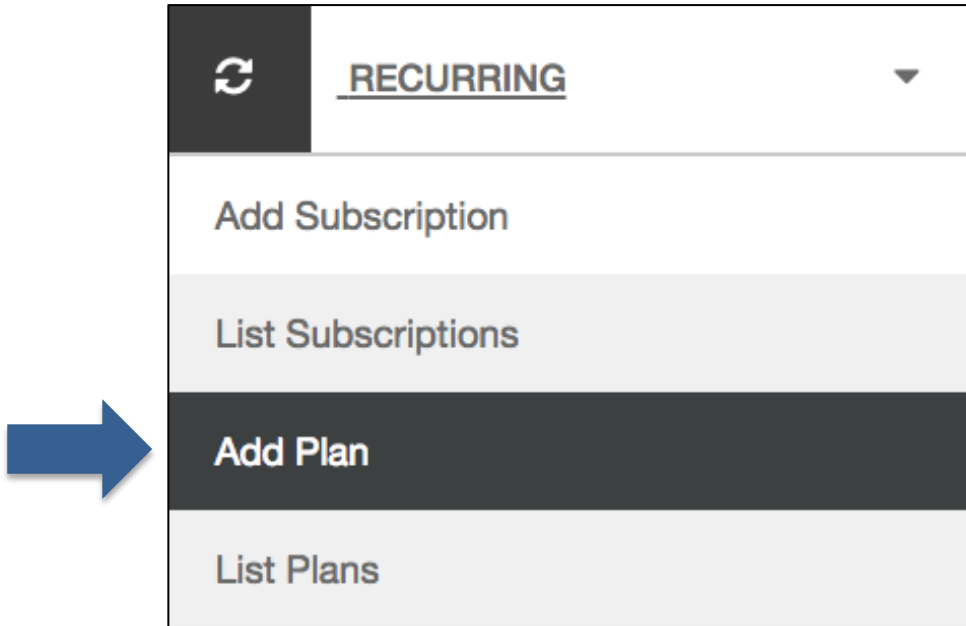 RECURRING
Add Subscription
List Subscriptions
Add Plan
List Plans